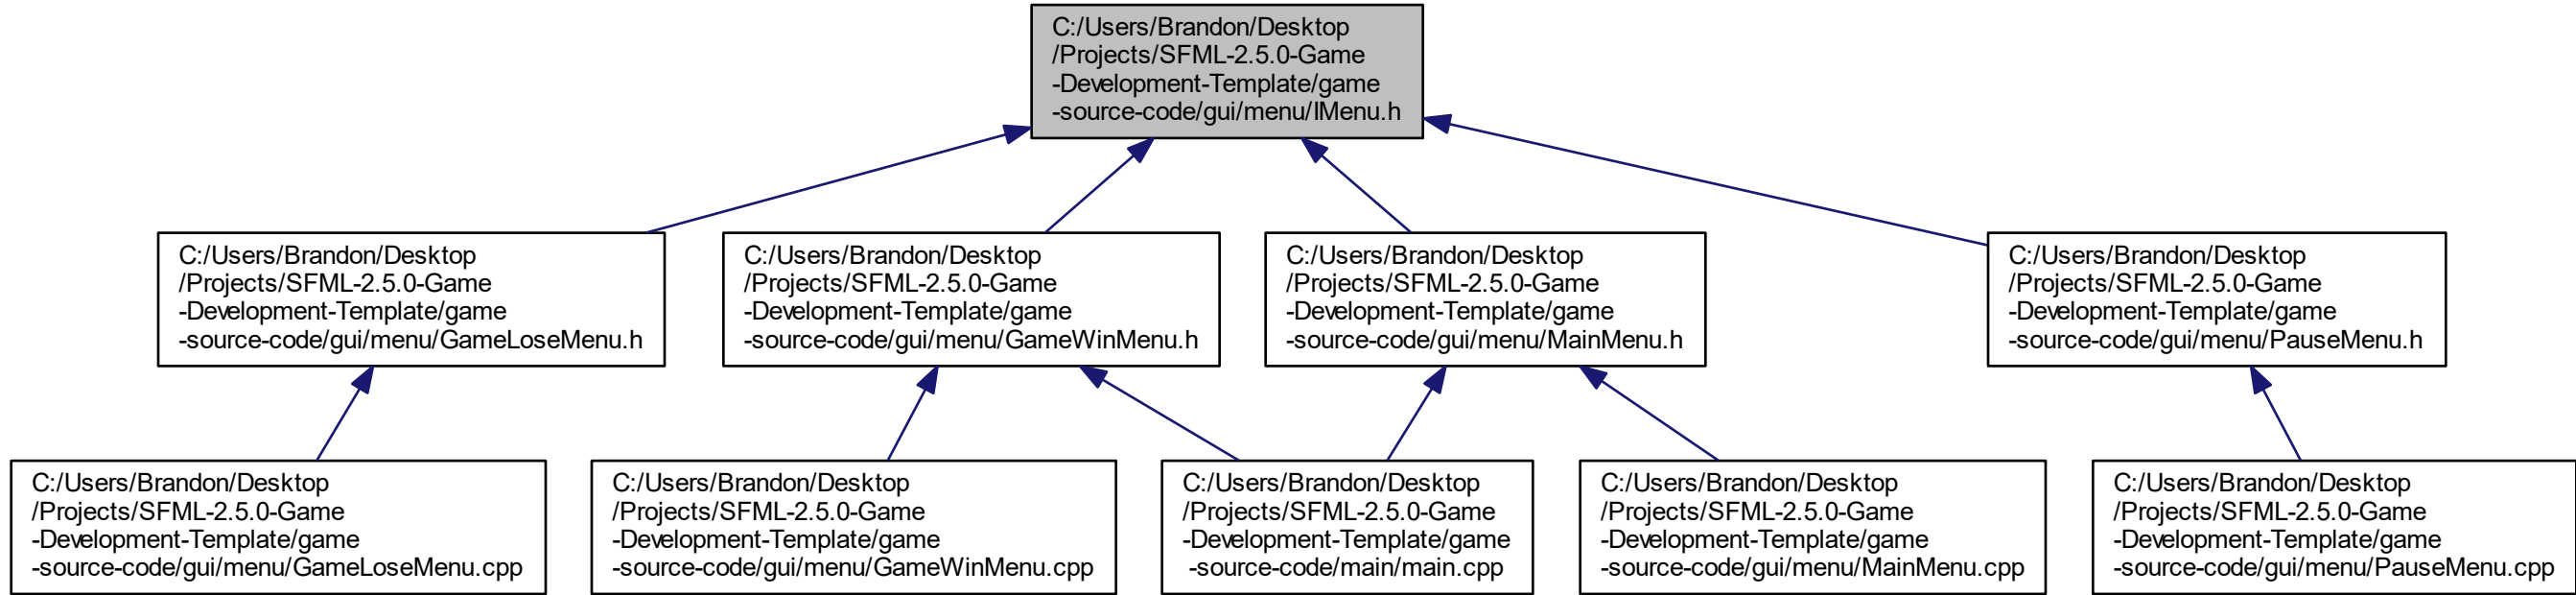 C:/Users/Brandon/Desktop
/Projects/SFML-2.5.0-Game
-Development-Template/game
-source-code/gui/menu/IMenu.h
C:/Users/Brandon/Desktop
/Projects/SFML-2.5.0-Game
-Development-Template/game
-source-code/gui/menu/GameLoseMenu.h
C:/Users/Brandon/Desktop
/Projects/SFML-2.5.0-Game
-Development-Template/game
-source-code/gui/menu/GameWinMenu.h
C:/Users/Brandon/Desktop
/Projects/SFML-2.5.0-Game
-Development-Template/game
-source-code/gui/menu/MainMenu.h
C:/Users/Brandon/Desktop
/Projects/SFML-2.5.0-Game
-Development-Template/game
-source-code/gui/menu/PauseMenu.h
C:/Users/Brandon/Desktop
/Projects/SFML-2.5.0-Game
-Development-Template/game
-source-code/gui/menu/GameLoseMenu.cpp
C:/Users/Brandon/Desktop
/Projects/SFML-2.5.0-Game
-Development-Template/game
-source-code/gui/menu/GameWinMenu.cpp
C:/Users/Brandon/Desktop
/Projects/SFML-2.5.0-Game
-Development-Template/game
-source-code/main/main.cpp
C:/Users/Brandon/Desktop
/Projects/SFML-2.5.0-Game
-Development-Template/game
-source-code/gui/menu/MainMenu.cpp
C:/Users/Brandon/Desktop
/Projects/SFML-2.5.0-Game
-Development-Template/game
-source-code/gui/menu/PauseMenu.cpp